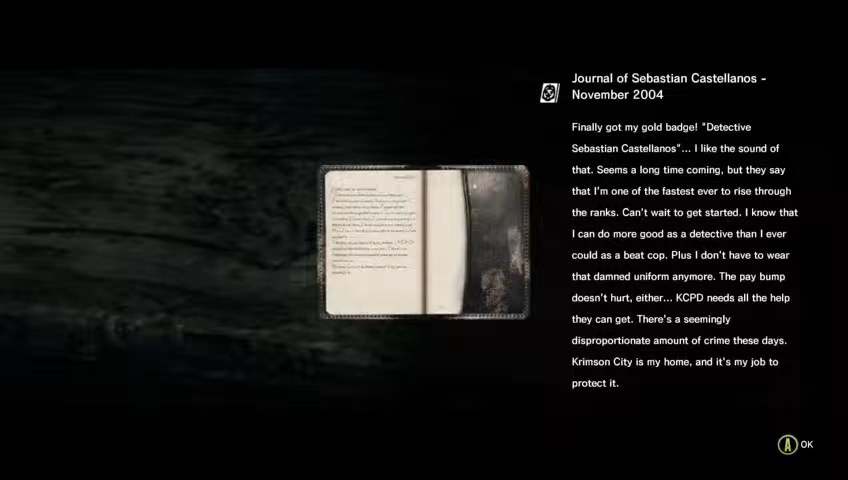 Journal of Sebastian Castellanos -
November 2004
Finally got my gold badge! "Detective
Sebastian Castellanos"... I like the sound of
that. Seems a long time coming, but they say
that I'm one of the fastest ever to rise through
the ranks. Can't wait to get started. I know that
I can do more good as a detective than I ever
could as a beat cop. Plus I don't have to wear
that damned uniform anymore. The pay bump
doesn't hurt, either... KCPD needs all the help
they can get. There's a seemingly
disproportionate amount of crime these days.
Krimson City is my home, and it's my job to
protect it.
A OK